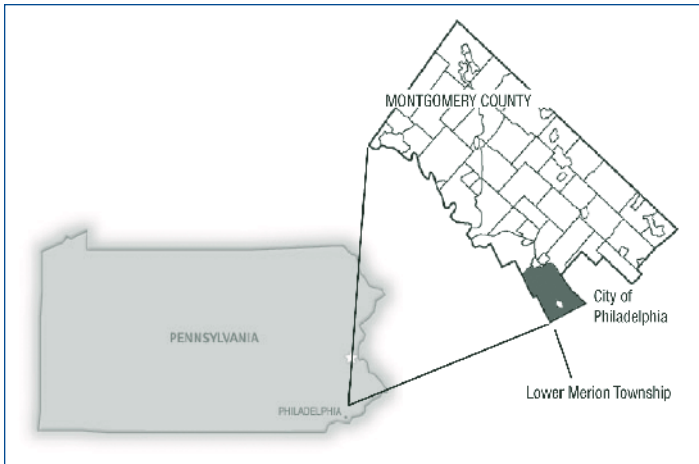 MONTGOMERY COUNTY
City of
Philadelphia
PENNSYLVANIA
Lower Merion Township
PHILADELPHIA